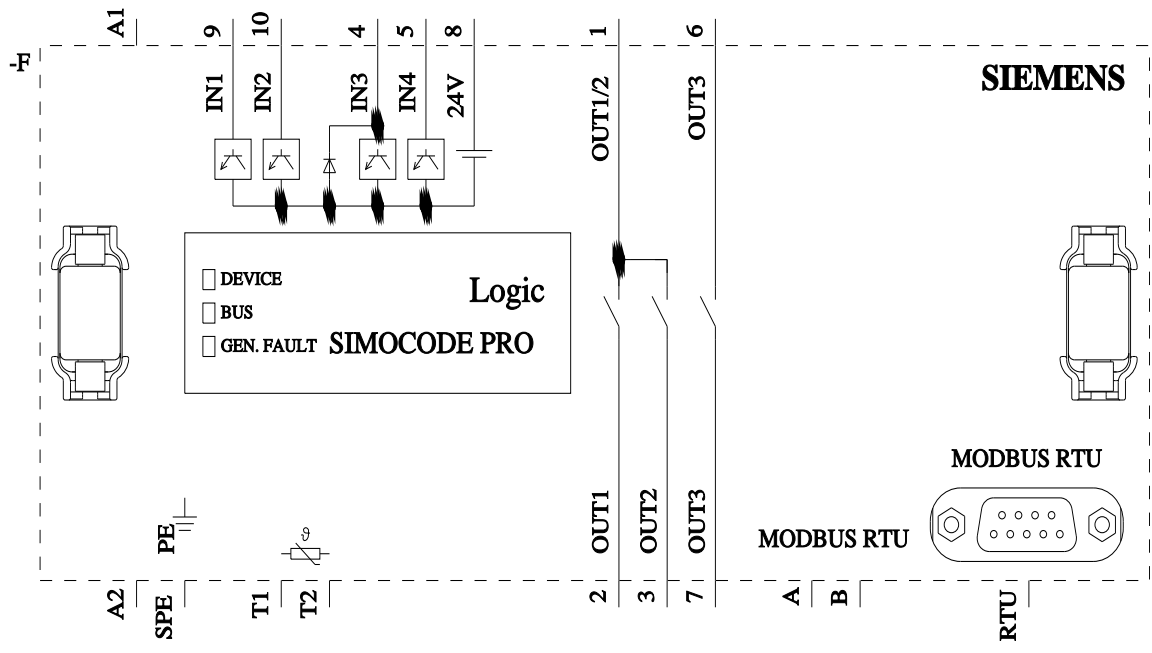 A1
9
10
4
5
8
1
6
-F
IN1
IN2
IN3
IN4
24V
OUT1/2
OUT3
SIEMENS
DEVICE
BUS
GEN. FAULT
Logic
SIMOCODE PRO
MODBUS RTU
PE
ϑ
OUT1
OUT2
OUT3
MODBUS RTU
A2
SPE
T1
T2
2
3
7
A
B
RTU